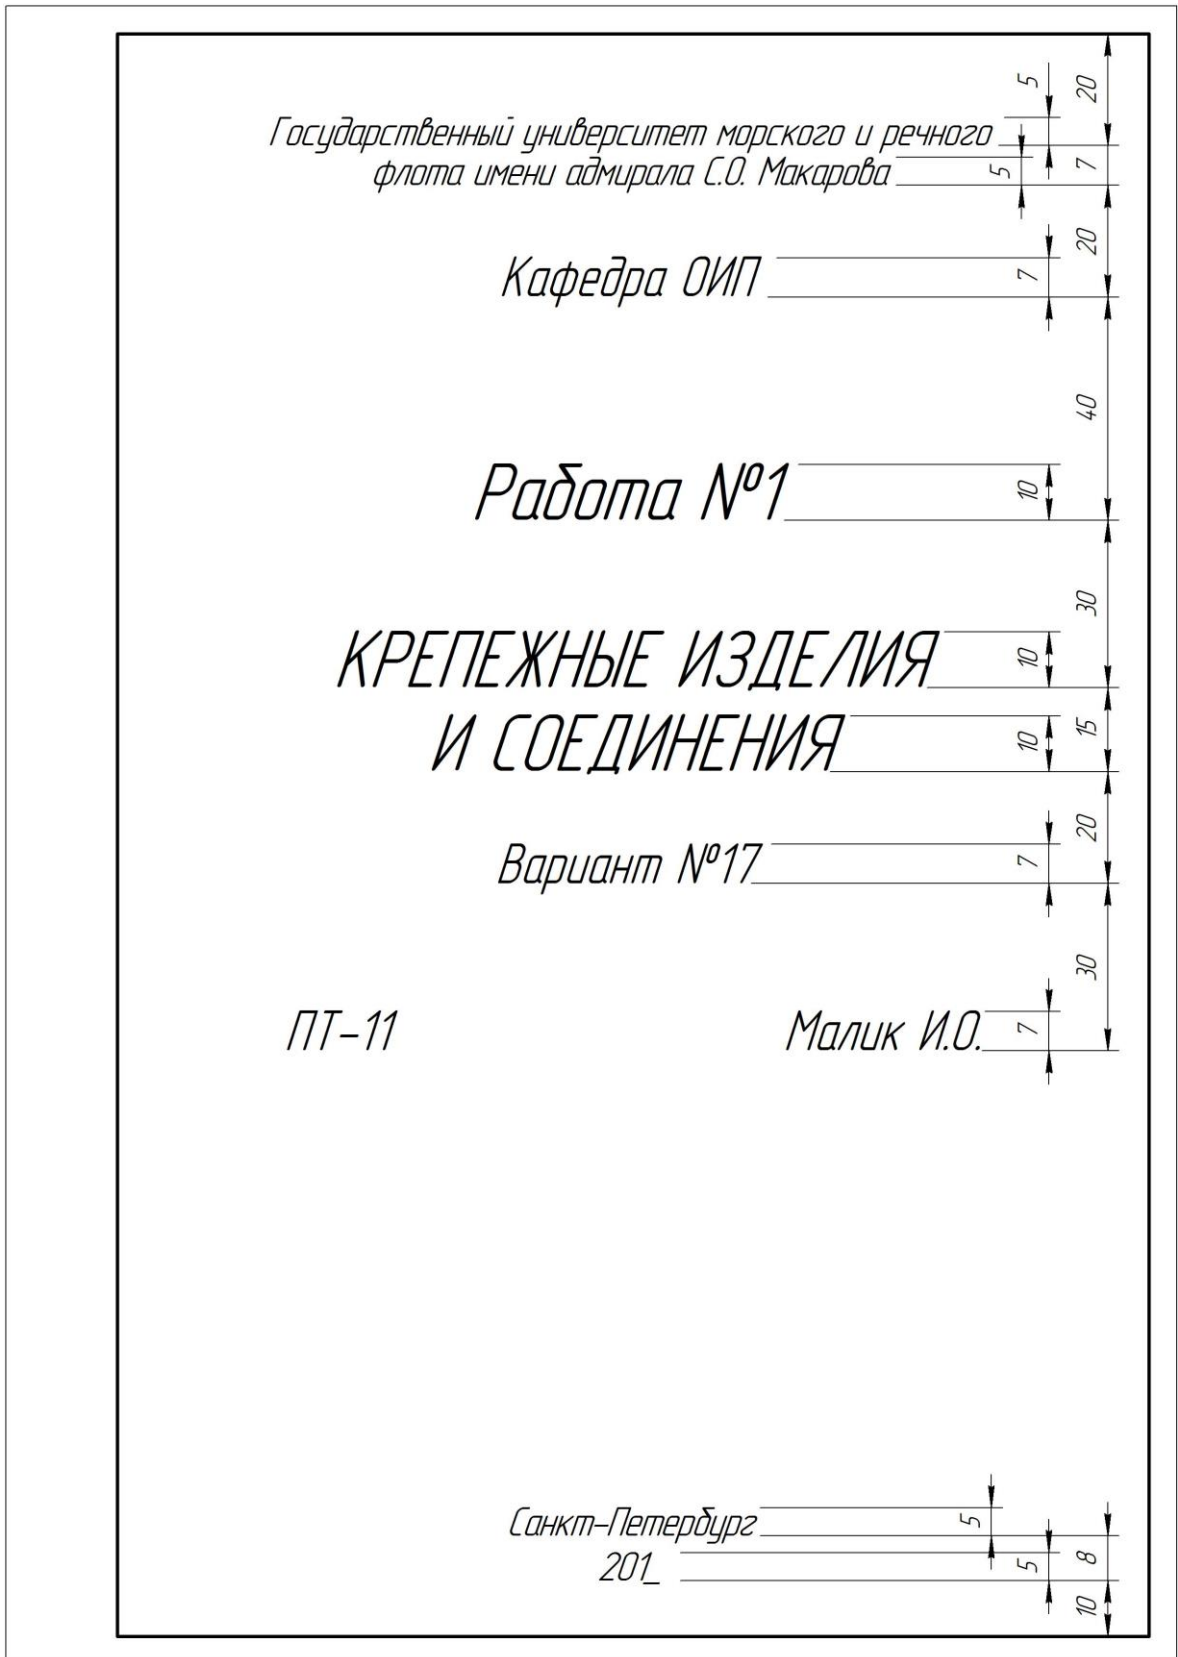 Государственный университет морского и речного
флота имени адмирала С.О. Макарова
Кафедра ОИП
Работа №1
КРЕПЕЖНЫЕ ИЗДЕЛИЯ
И СОЕДИНЕНИЯ
Вариант №17
ПТ-11 Малик И.О.
Санкт-Петербург
201_
5
20
5
7
7
20
40
10
30
10
10
15
7
20
30
7
5
5
8
10